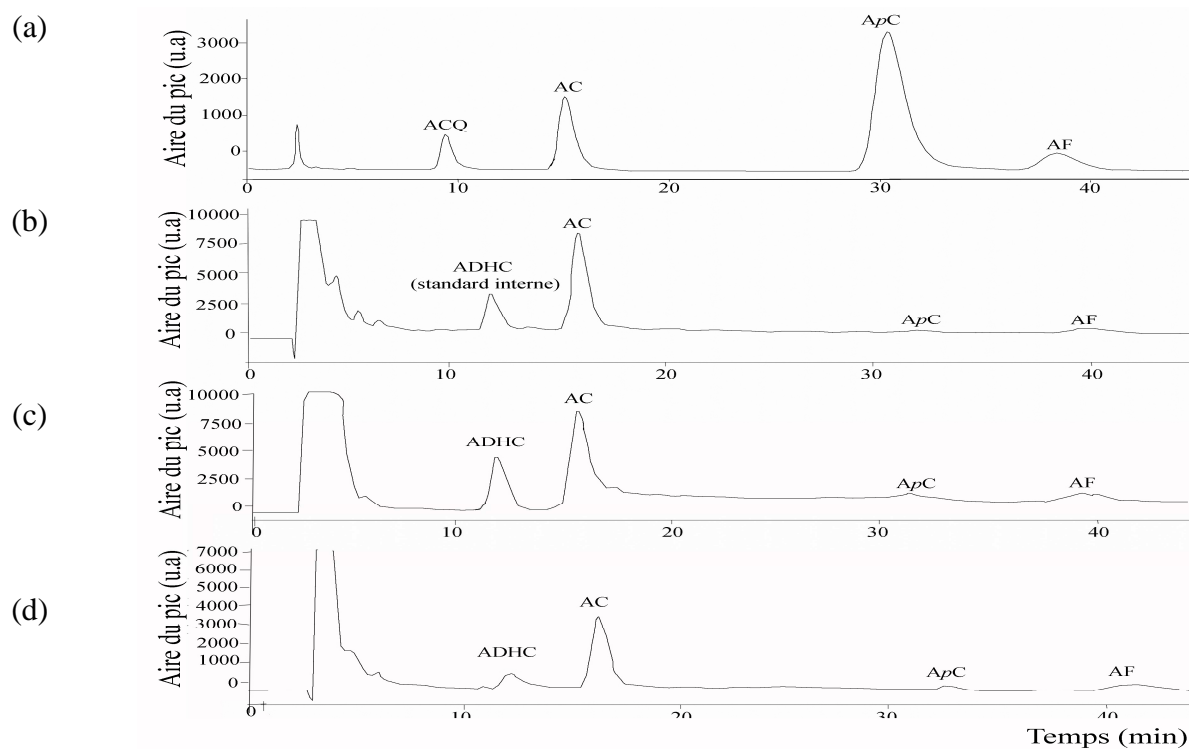 (a)
Aire du pic (u.a)
3000
2000
1000
0
ACQ
AC
ApC
AF
0 10 20 30 40
(b)
Aire du pic (u.a)
10000
7500
5000
2500
0
ADHC
(standard interne)
AC
ApC
AF
0 10 20 30 40
(c)
Aire du pic (u.a)
10000
7500
5000
2500
0
ADHC
AC
ApC
AF
0 10 20 30 40
(d)
Aire du pic (u.a)
7000
6000
5000
4000
3000
2000
1000
0
ADHC
AC
ApC
AF
0 10 20 30 40
Temps (min)